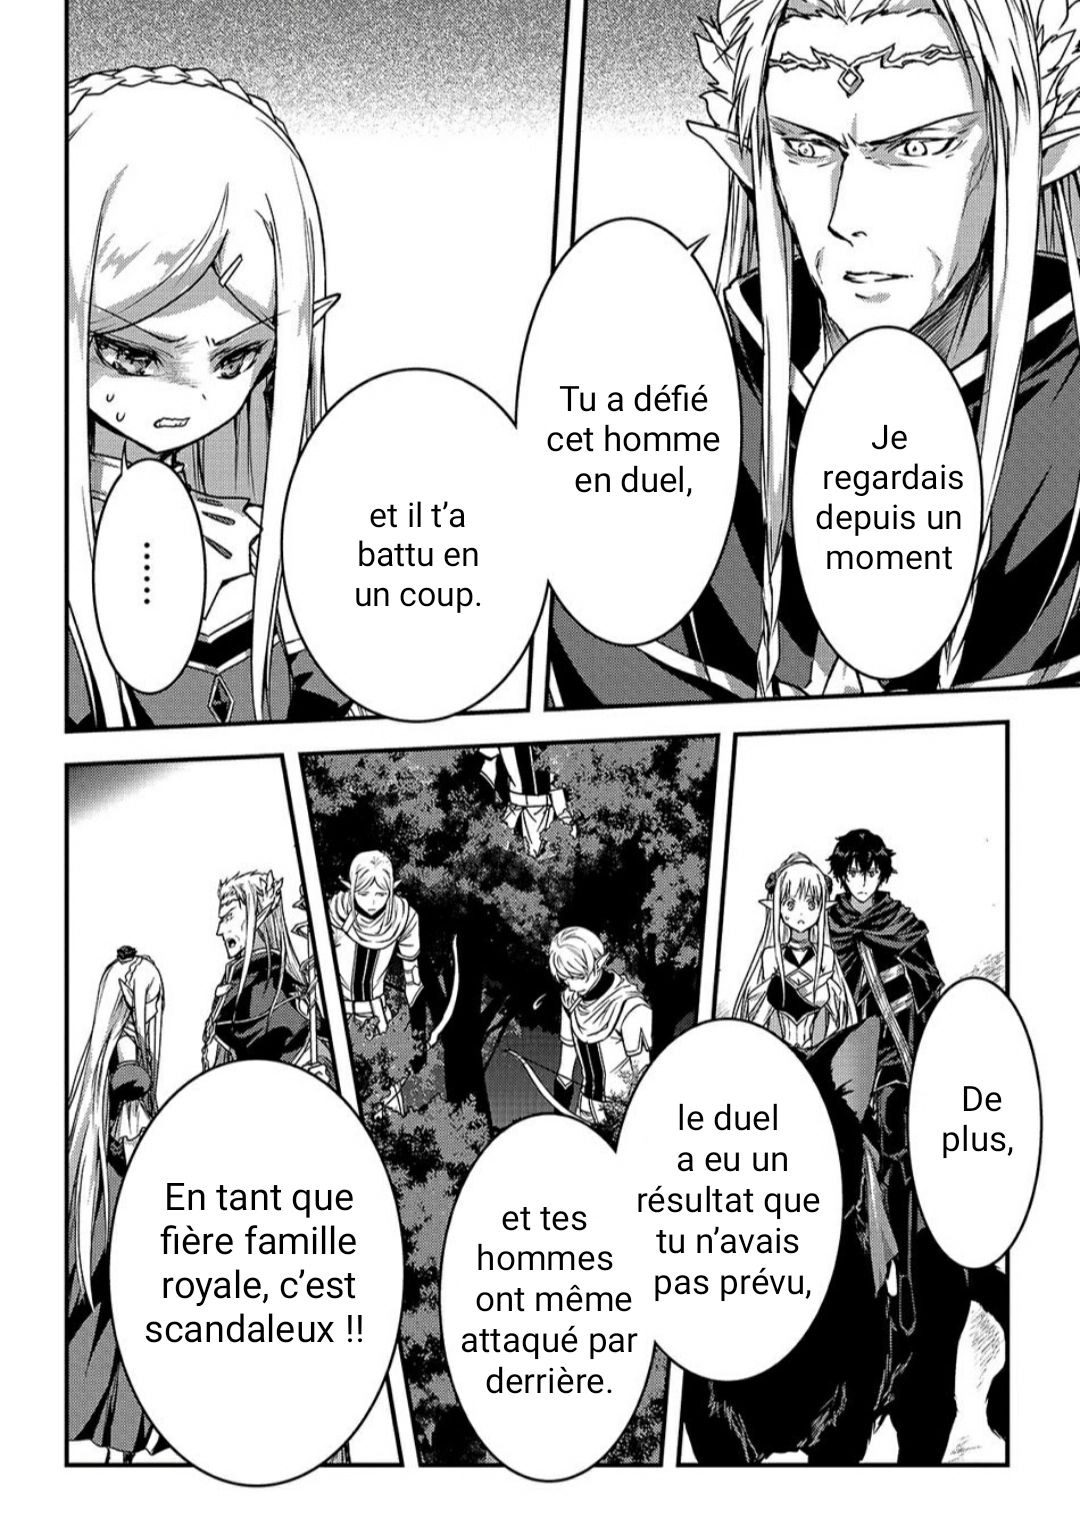 Je
regardais
depuis un
moment
Tu a défié
cet homme
en duel,
et il t’a
battu en
un coup.
......
De
plus,
le duel
a eu un
résultat que
tu n’avais
pas prévu,
et tes
hommes
ont même
attaqué par
derrière.
En tant que
fière famille
royale, c’est
scandaleux !!